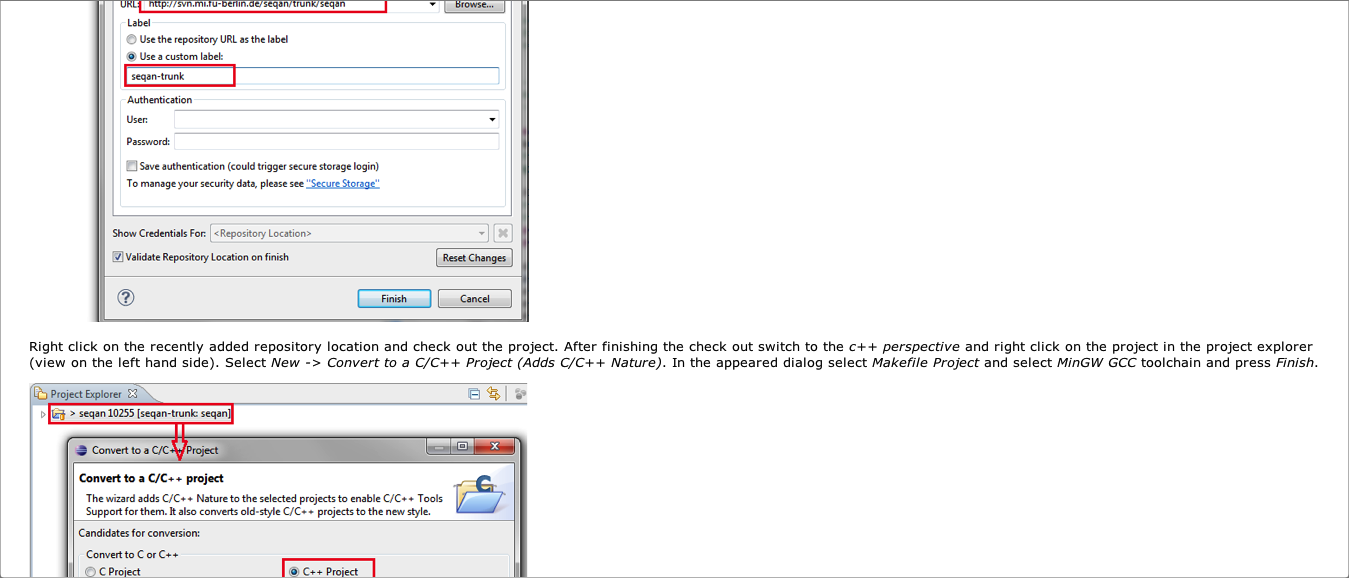 URL: http://svn.mi.fu-berlin.de/seqan/trunk/seqan Browse...
Label
Use the repository URL as the label
Use a custom label:
seqan-trunk
Authentication
User:
Password:
Save authentication (could trigger secure storage login)
To manage your security data, please see "Secure Storage"
Show Credentials For: <Repository Location>
Validate Repository Location on finish Reset Changes
? Finish Cancel
Right click on the recently added repository location and check out the project. After finishing the check out switch to the c++ perspective and right click on the project in the project explorer
(view on the left hand side). Select New -> Convert to a C/C++ Project (Adds C/C++ Nature). In the appeared dialog select Makefile Project and select MinGW GCC toolchain and press Finish.
Project Explorer
> seqan 10255 [seqan-trunk: seqan]
Convert to a C/C++ Project
Convert to a C/C++ project
The wizard adds C/C++ Nature to the selected projects to enable C/C++ Tools
Support for them. It also converts old-style C/C++ projects to the new style.
Candidates for conversion:
Convert to C or C++
C Project C++ Project